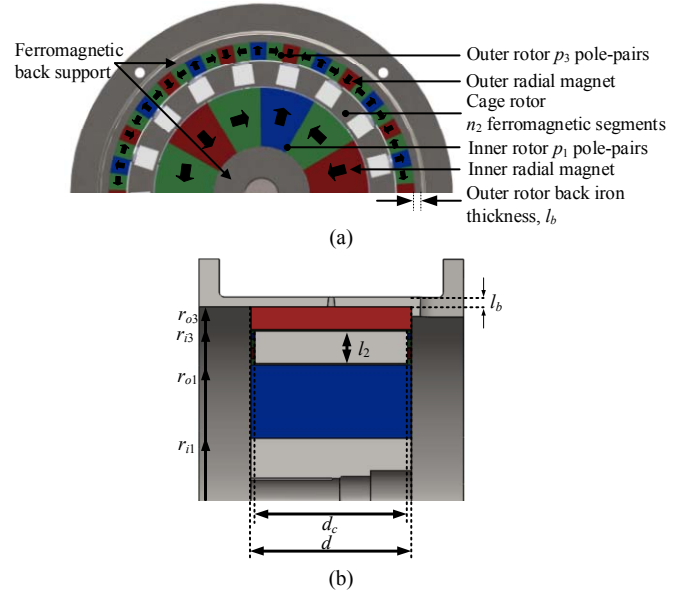 Ferromagnetic
back support
Outer rotor p3 pole-pairs
Outer radial magnet
Cage rotor
n2 ferromagnetic segments
Inner rotor p1 pole-pairs
Inner radial magnet
Outer rotor back iron
thickness, lb
(a)
lb
ro3
ri3
l2
ro1
ri1
dc
d
(b)